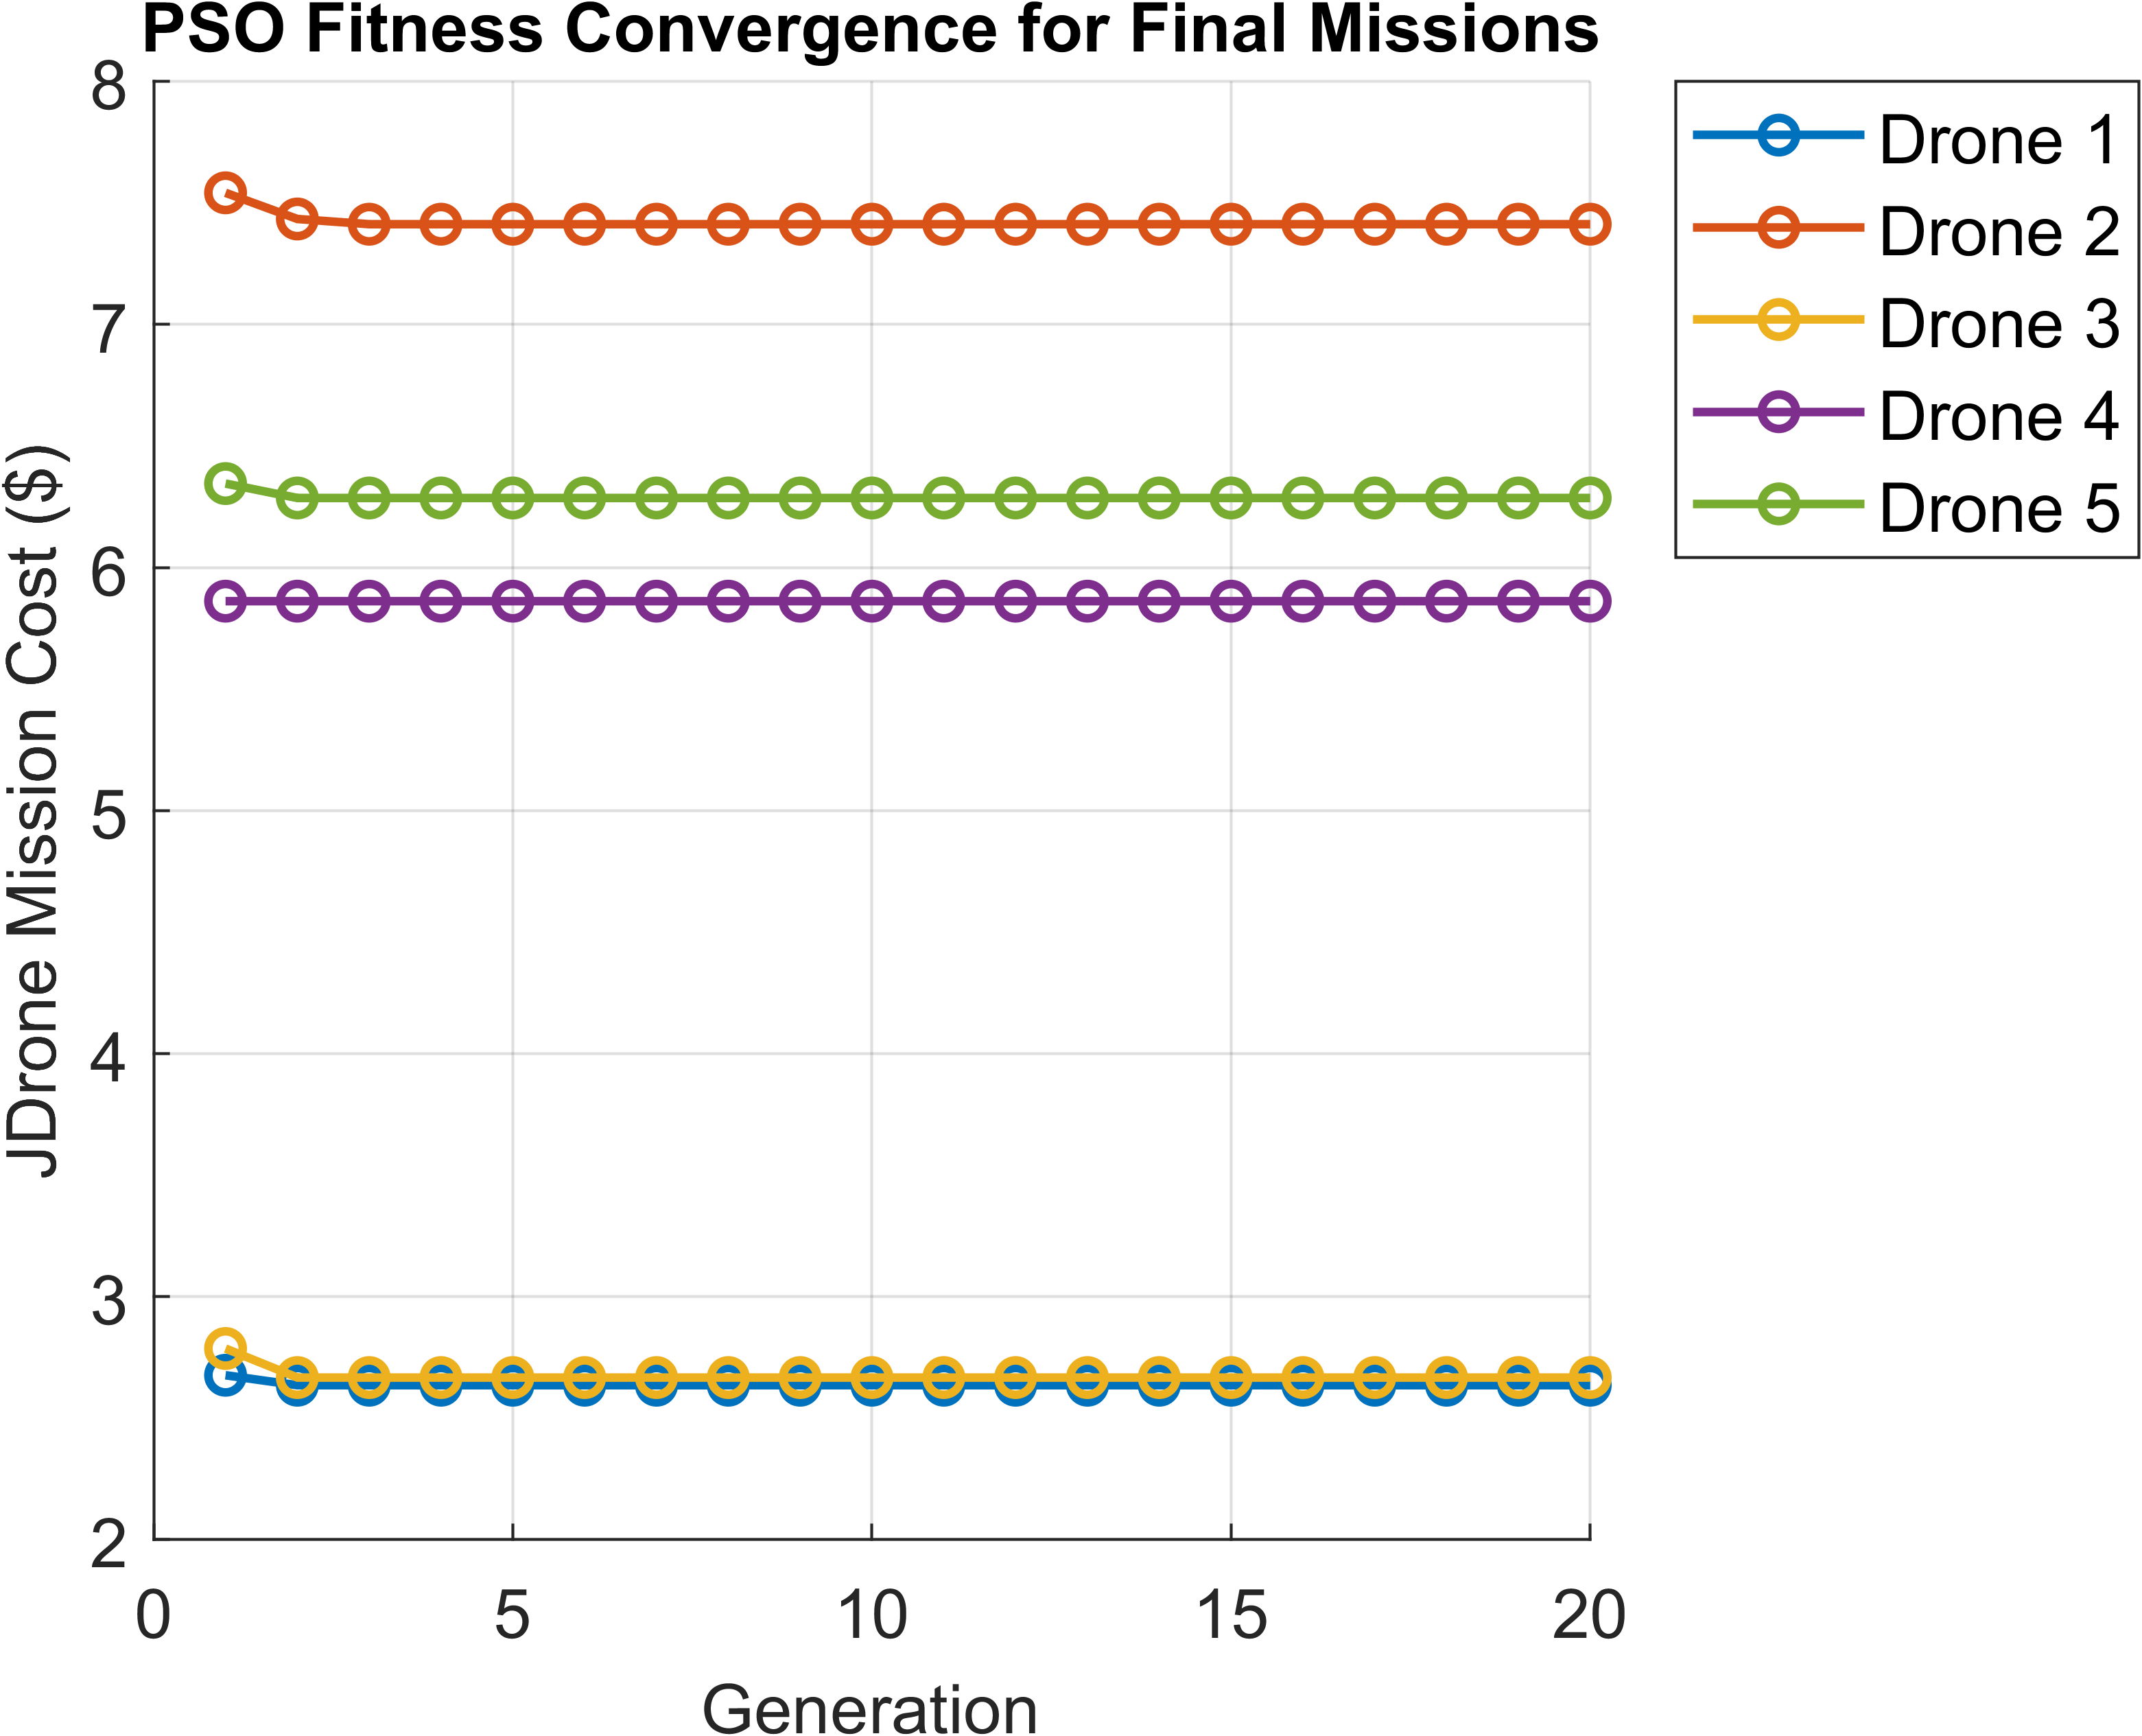 PSO Fitness Convergence for Final Missions
JDrone Mission Cost ($)
8
7
6
5
4
3
2
0
5
10
15
20
Generation
Drone 1
Drone 2
Drone 3
Drone 4
Drone 5